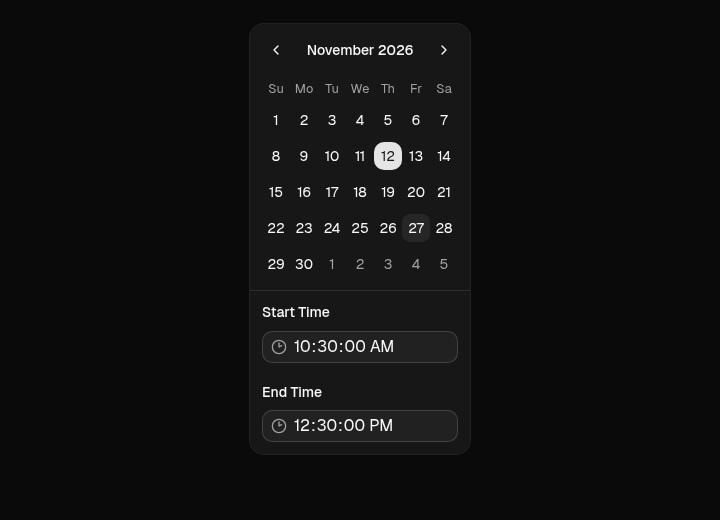 November 2026
Su Mo Tu We Th Fr Sa
1 2 3 4 5 6 7
8 9 10 11 12 13 14
15 16 17 18 19 20 21
22 23 24 25 26 27 28
29 30 1 2 3 4 5
Start Time
10:30:00 AM
End Time
12:30:00 PM